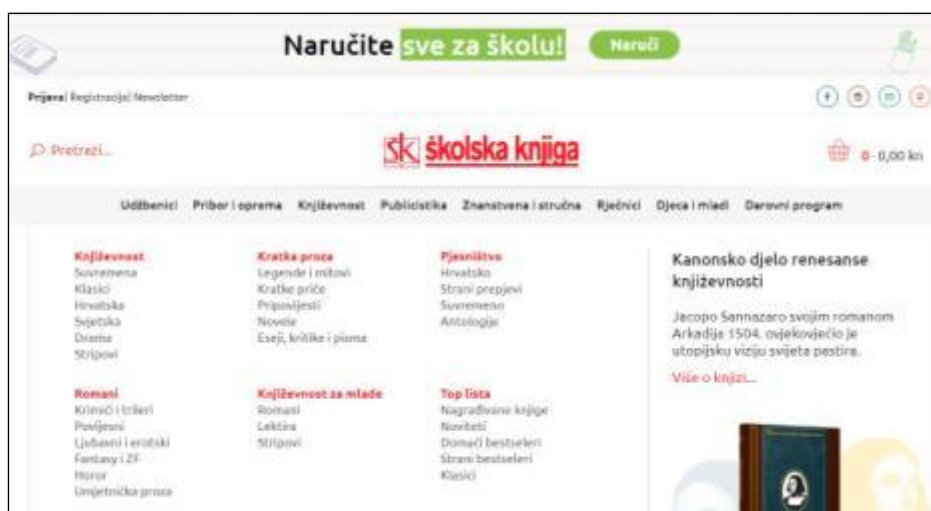 Naručite sve za školu! Naruči
Prijava| Registracija| Newsletter
Pretraži...
šk školska knjiga
0 - 0,00 kn
Udžbenici Pribor i oprema Književnost Publicistika Znanstvena i stručna Rječnici Djeca i mladi Darovni program
Književnost
Suvremena
Klasici
Hrvatska
Svjetska
Drama
Stripovi
Kratka proza
Legende i mitovi
Kratke priče
Pripovijesti
Novele
Eseji, kritike i pisma
Pjesništvo
Hrvatsko
Strani prepjevi
Suvremeno
Antologije
Romani
Krimići i trileri
Povijesni
Ljubavni i erotski
Fantasy i ZF
Horor
Umjetnička proza
Književnost za mlade
Romani
Lektira
Stripovi
Top lista
Nagrađivane knjige
Noviteti
Domaći bestseleri
Strani bestseleri
Klasici
Kanonsko djelo renesanse
književnosti
Jacopo Sannazaro svojim romanom
Arkadija 1504. ovjekovječio je
utopijsku viziju svijeta pastira.
Više o knjizi...